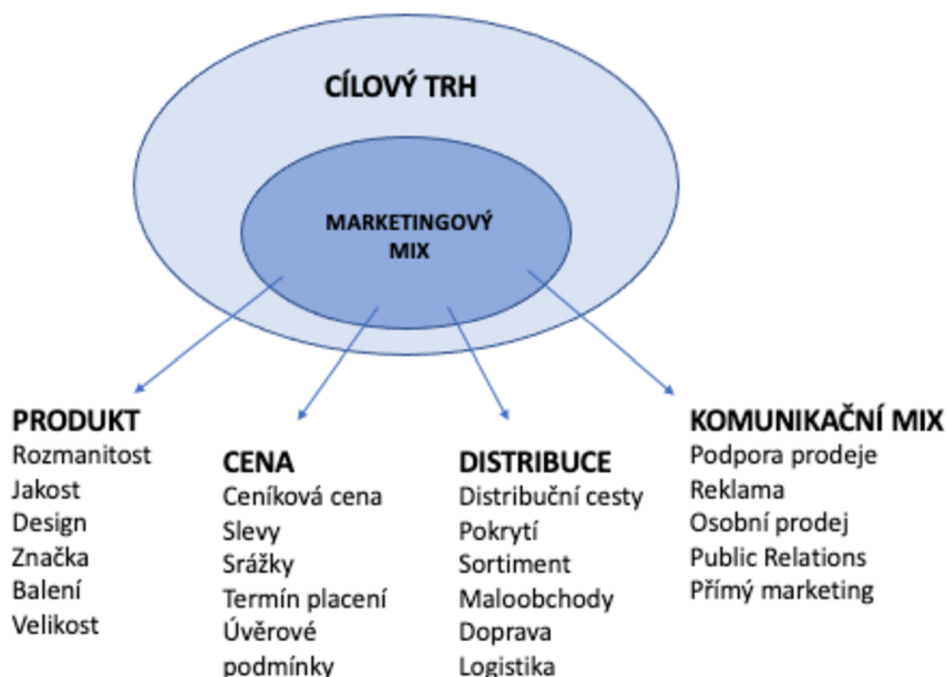 CÍLOVÝ TRH
MARKETINGOVÝ
MIX
PRODUKT
Rozmanitost
Jakost
Design
Značka
Balení
Velikost
CENA
Ceníková cena
Slevy
Srážky
Termín placení
Úvěrové
podmínky
DISTRIBUCE
Distribuční cesty
Pokrytí
Sortiment
Maloobchody
Doprava
Logistika
KOMUNIKAČNÍ MIX
Podpora prodeje
Reklama
Osobní prodej
Public Relations
Přímý marketing